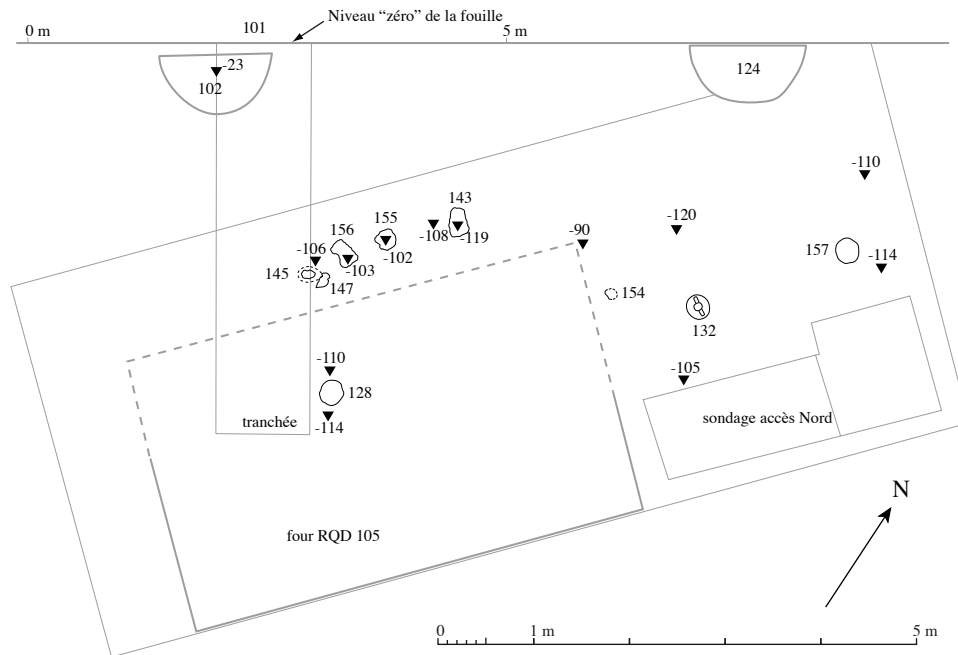 Niveau “zéro” de la fouille
0 m
101
5 m
-23
102
124
-110
143
155
156
-108
-119
-120
-90
-106
-102
-103
157
-114
145
147
154
132
-110
128
-105
tranchée
-114
sondage accès Nord
N
four RQD 105
0
1 m
5 m